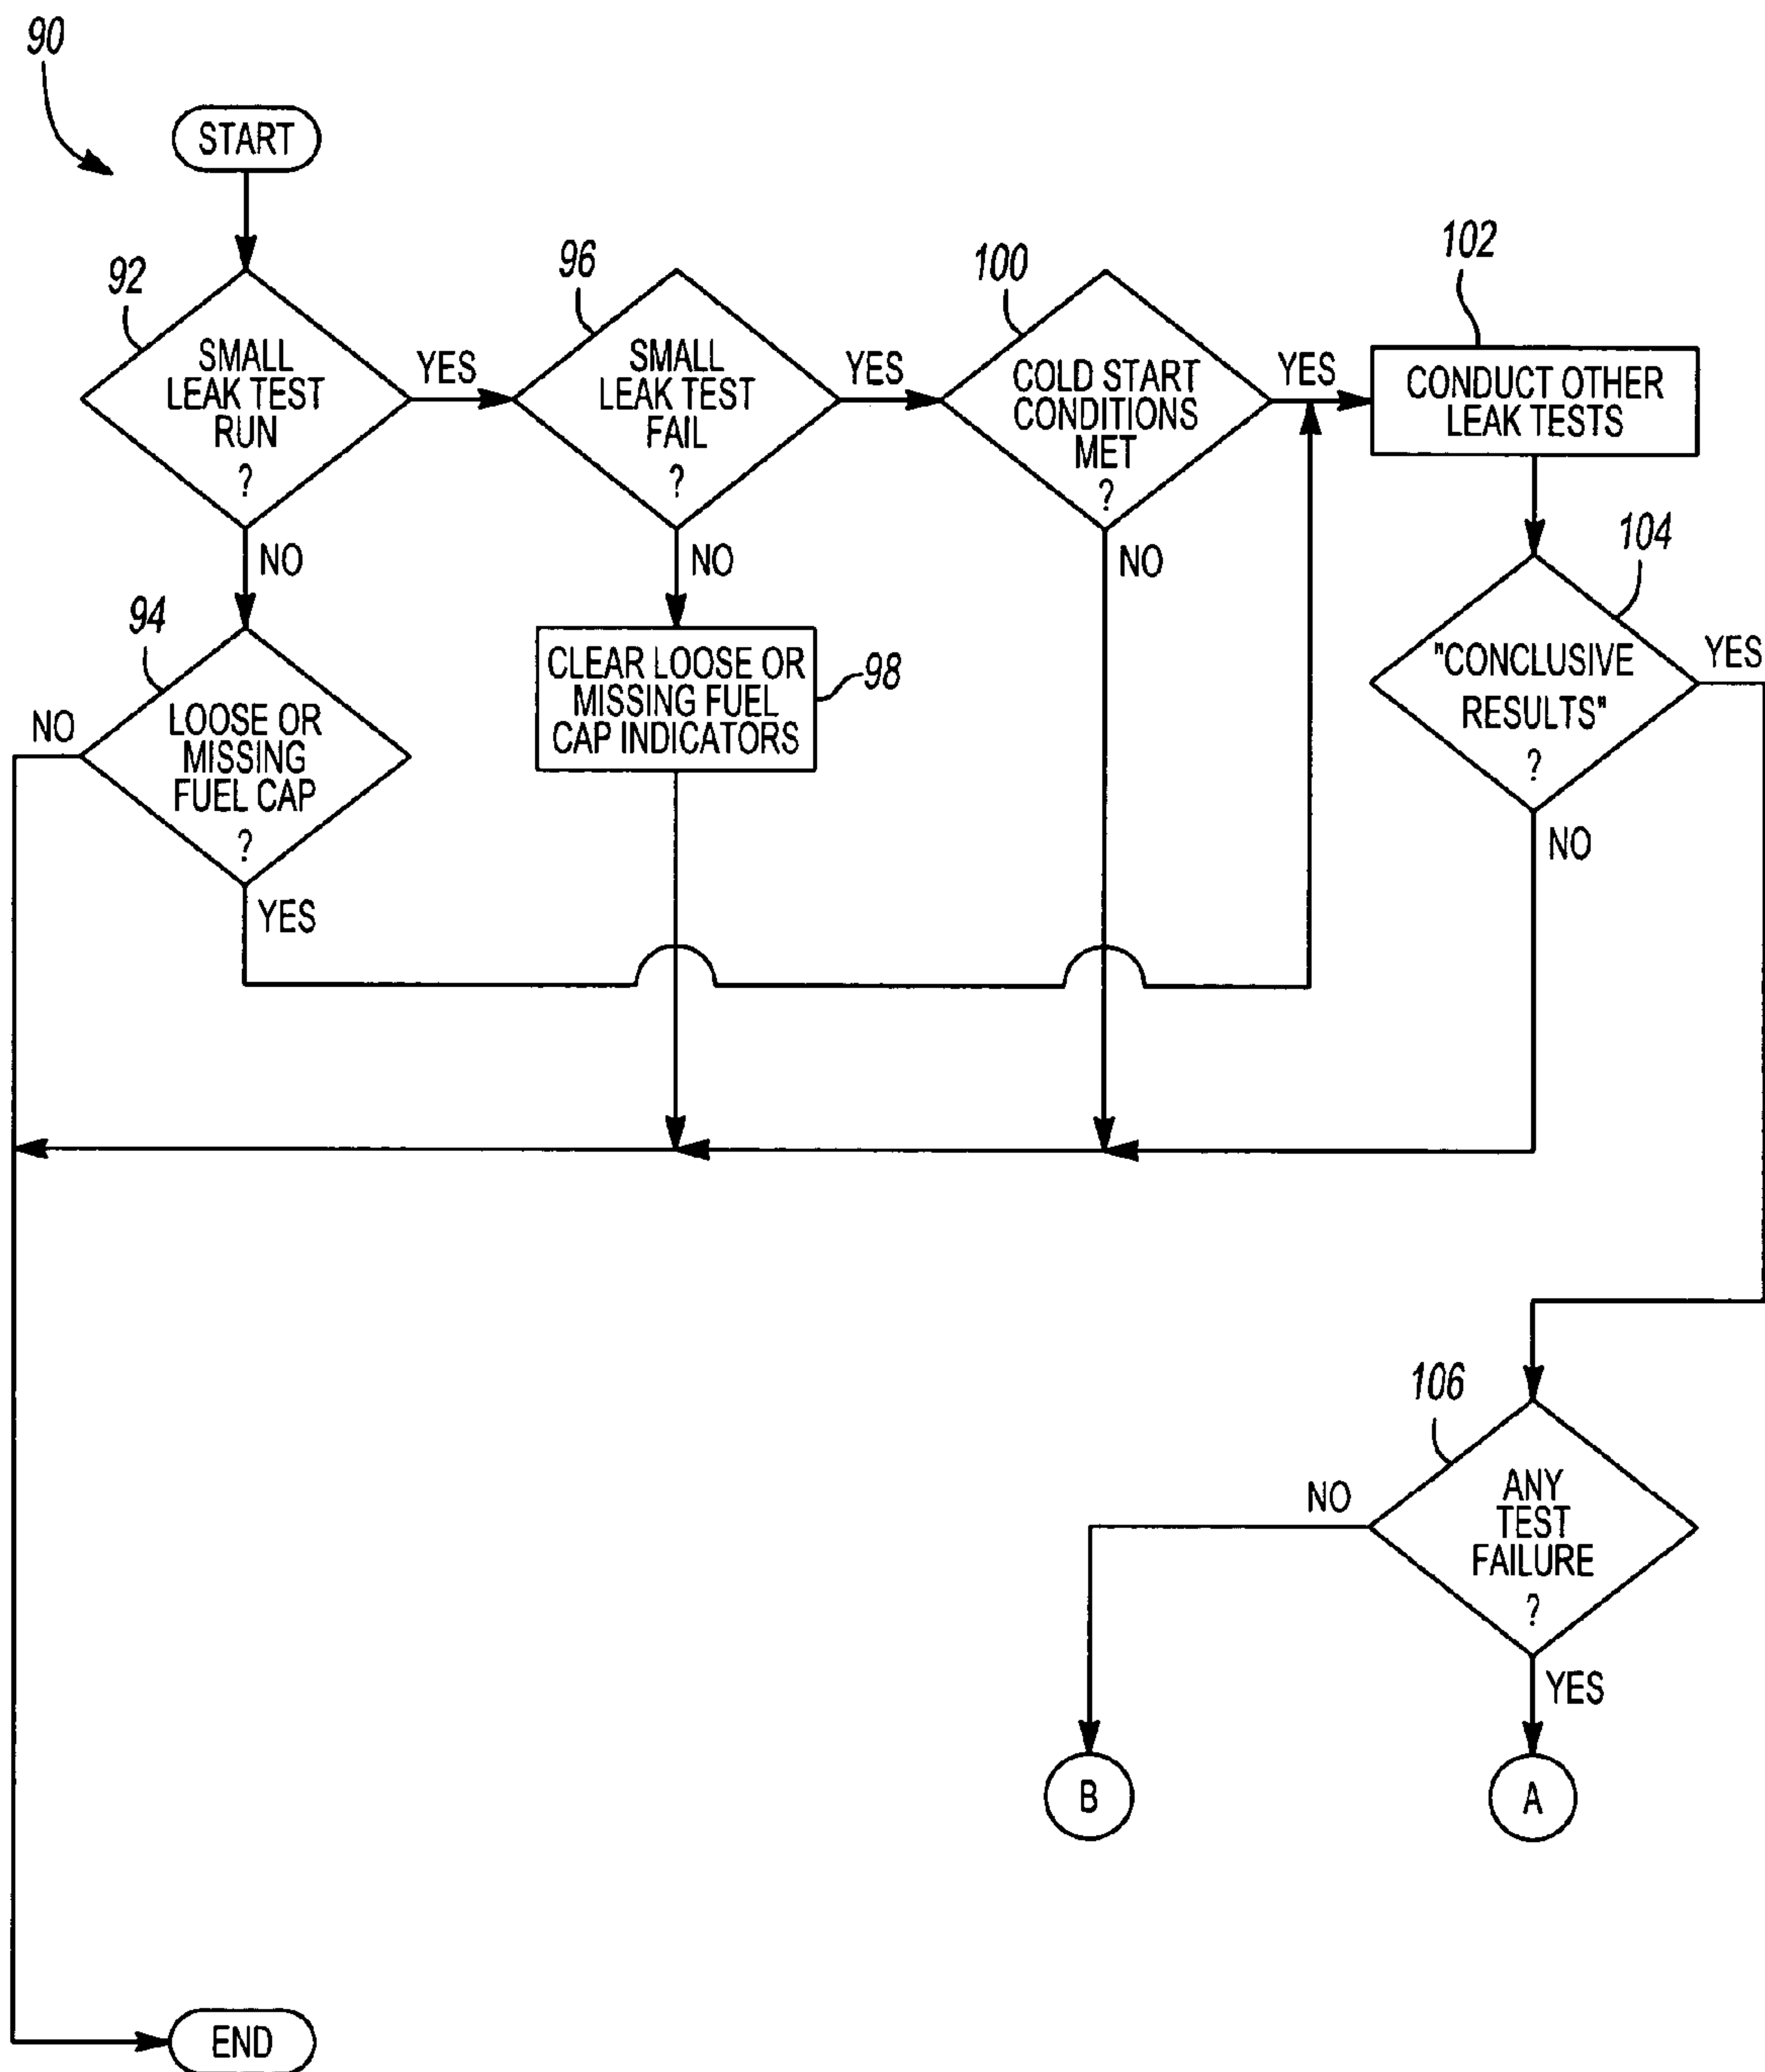 90
START
92
SMALL
LEAK TEST
RUN
?
YES
96
SMALL
LEAK TEST
FAIL
?
YES
100
COLD START
CONDITIONS
MET
?
YES
102
CONDUCT OTHER
LEAK TESTS
NO
94
LOOSE OR
MISSING
FUEL CAP
?
NO
YES
NO
CLEAR LOOSE OR
MISSING FUEL
CAP INDICATORS
98
NO
104
"CONCLUSIVE
RESULTS"
?
YES
NO
106
ANY
TEST
FAILURE
?
NO
YES
B
A
END